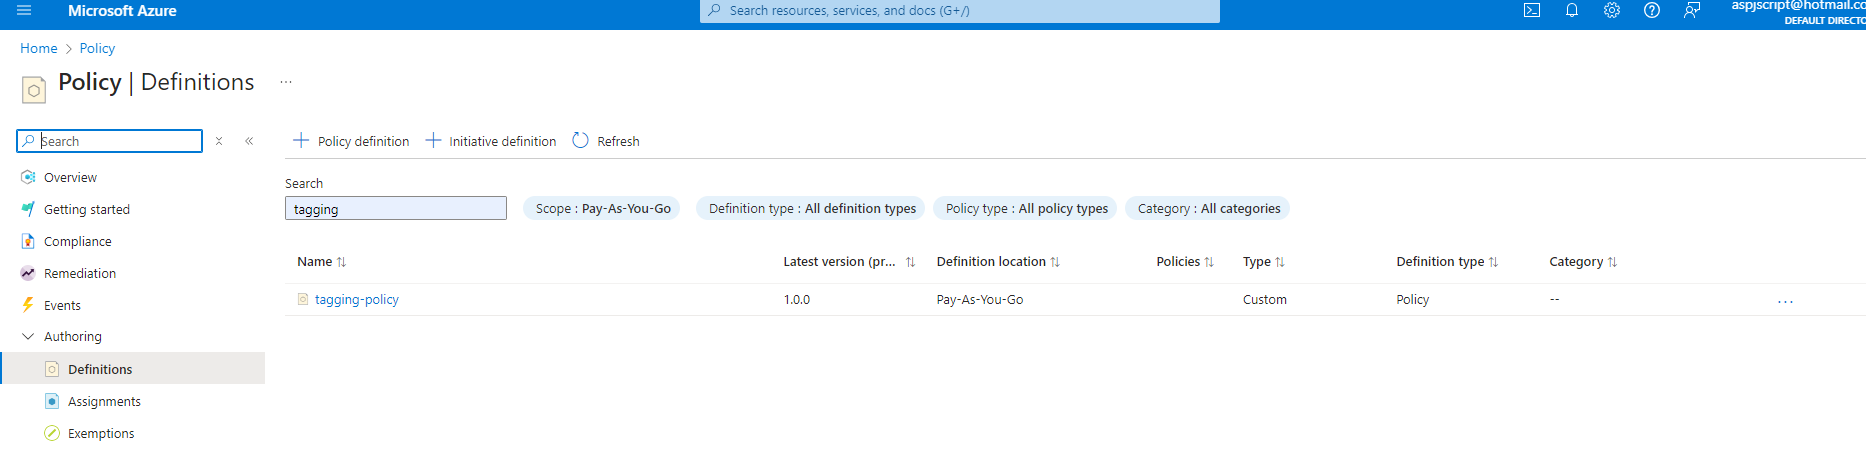 Microsoft Azure
Search resources, services, and docs (G+/)
aspjscript@hotmail.co
DEFAULT DIRECTO
Home > Policy
Policy | Definitions ...
Search
Overview
Getting started
Compliance
Remediation
Events
Authoring
Definitions
Assignments
Exemptions
Policy definition Initiative definition Refresh
Search
tagging Scope : Pay-As-You-Go Definition type : All definition types Policy type : All policy types Category : All categories
Name Latest version (pr... Definition location Policies Type Definition type Category
tagging-policy 1.0.0 Pay-As-You-Go Custom Policy -- ...